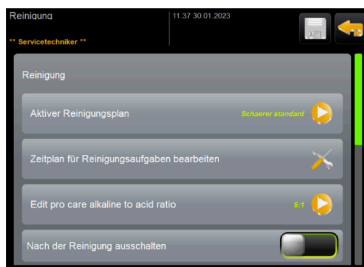 Reinigung
11:37 30.01.2023
** Servicetechniker **
Reinigung
Aktiver Reinigungsplan
Schaerer standard
Zeitplan für Reinigungsaufgaben bearbeiten
Edit pro care alkaline to acid ratio
5:1
Nach der Reinigung ausschalten